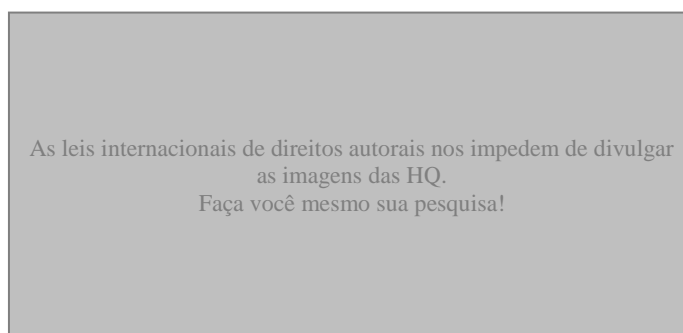 As leis internacionais de direitos autorais nos impedem de divulgar
as imagens das HQ.
Faça você mesmo sua pesquisa!